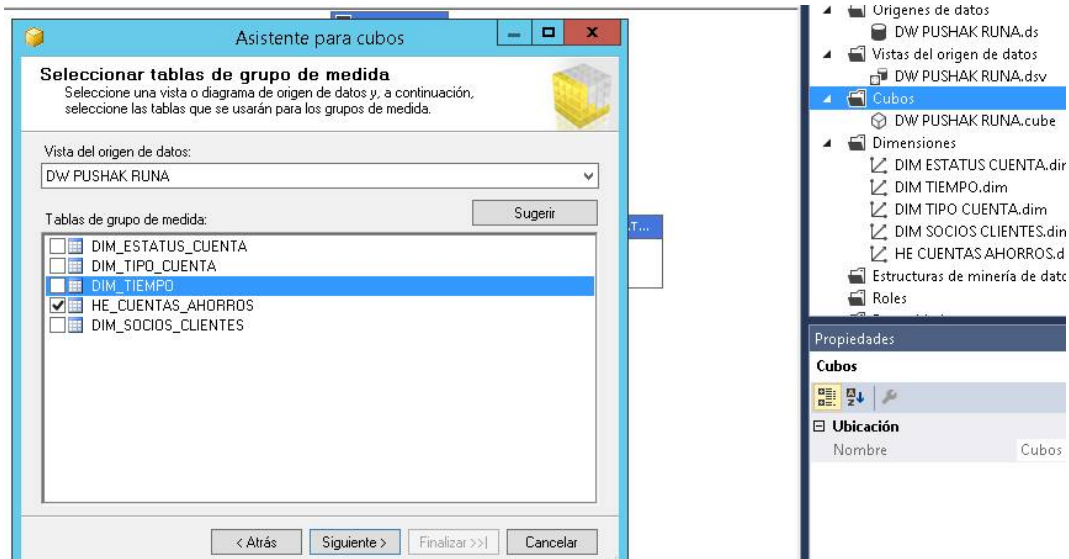 Asistente para cubos
Seleccionar tablas de grupo de medida
Seleccione una vista o diagrama de origen de datos y, a continuación,
seleccione las tablas que se usarán para los grupos de medida.
Vista del origen de datos:
DW PUSHAK RUNA
Tablas de grupo de medida:
Sugerir
DIM_ESTATUS_CUENTA
DIM_TIPO_CUENTA
DIM_TIEMPO
HE_CUENTAS_AHORROS
DIM_SOCIOS_CLIENTES
< Atrás
Siguiente >
Finalizar >>|
Cancelar
.T...
Orígenes de datos
DW PUSHAK RUNA.ds
Vistas del origen de datos
DW PUSHAK RUNA.dsv
Cubos
DW PUSHAK RUNA.cube
Dimensiones
DIM ESTATUS CUENTA.dim
DIM TIEMPO.dim
DIM TIPO CUENTA.dim
DIM SOCIOS CLIENTES.dim
HE CUENTAS AHORROS.d
Estructuras de minería de dato
Roles
Propiedades
Cubos
Ubicación
Nombre Cubos